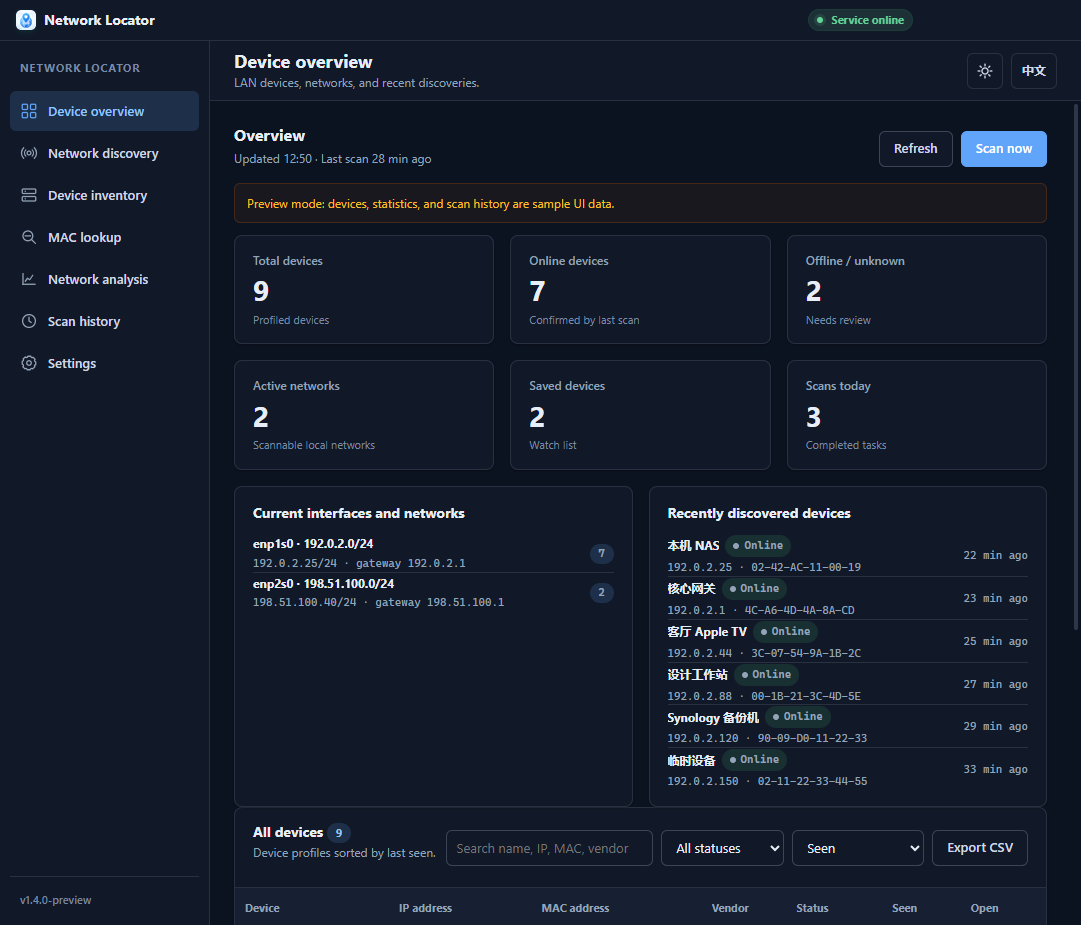 Network Locator
Service online
NETWORK LOCATOR
Device overview
Network discovery
Device inventory
MAC lookup
Network analysis
Scan history
Settings
v1.4.0-preview
Device overview
LAN devices, networks, and recent discoveries.
中文
Overview
Updated 12:50 · Last scan 28 min ago
Refresh
Scan now
Preview mode: devices, statistics, and scan history are sample UI data.
Total devices
9
Profiled devices
Online devices
7
Confirmed by last scan
Offline / unknown
2
Needs review
Active networks
2
Scannable local networks
Saved devices
2
Watch list
Scans today
3
Completed tasks
Current interfaces and networks
enp1s0 · 192.0.2.0/24
192.0.2.25/24 · gateway 192.0.2.1
7
enp2s0 · 198.51.100.0/24
198.51.100.40/24 · gateway 198.51.100.1
2
Recently discovered devices
本机 NAS Online
192.0.2.25 · 02-42-AC-11-00-19
22 min ago
核心网关 Online
192.0.2.1 · 4C-A6-4D-4A-8A-CD
23 min ago
客厅 Apple TV Online
192.0.2.44 · 3C-07-54-9A-1B-2C
25 min ago
设计工作站 Online
192.0.2.88 · 00-1B-21-3C-4D-5E
27 min ago
Synology 备份机 Online
192.0.2.120 · 90-09-D0-11-22-33
29 min ago
临时设备 Online
192.0.2.150 · 02-11-22-33-44-55
33 min ago
All devices 9
Device profiles sorted by last seen.
Search name, IP, MAC, vendor
All statuses
Seen
Export CSV
Device IP address MAC address Vendor Status Seen Open